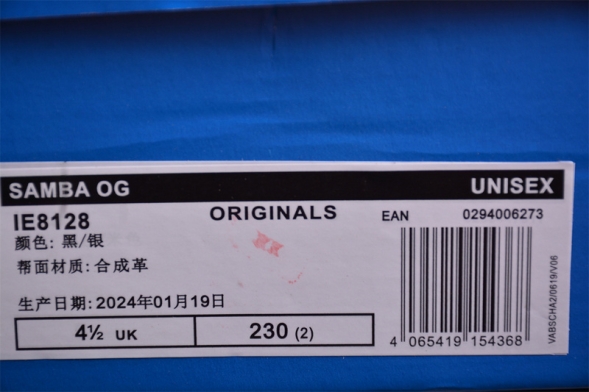 SAMBA OG UNISEX
IE8128 ORIGINALS EAN 0294006273
颜色: 黑/银
帮面材质: 合成革
生产日期: 2024年01月19日
4½ UK 230 (2)
4 065419 154368
VABSCHA2/0619/V06